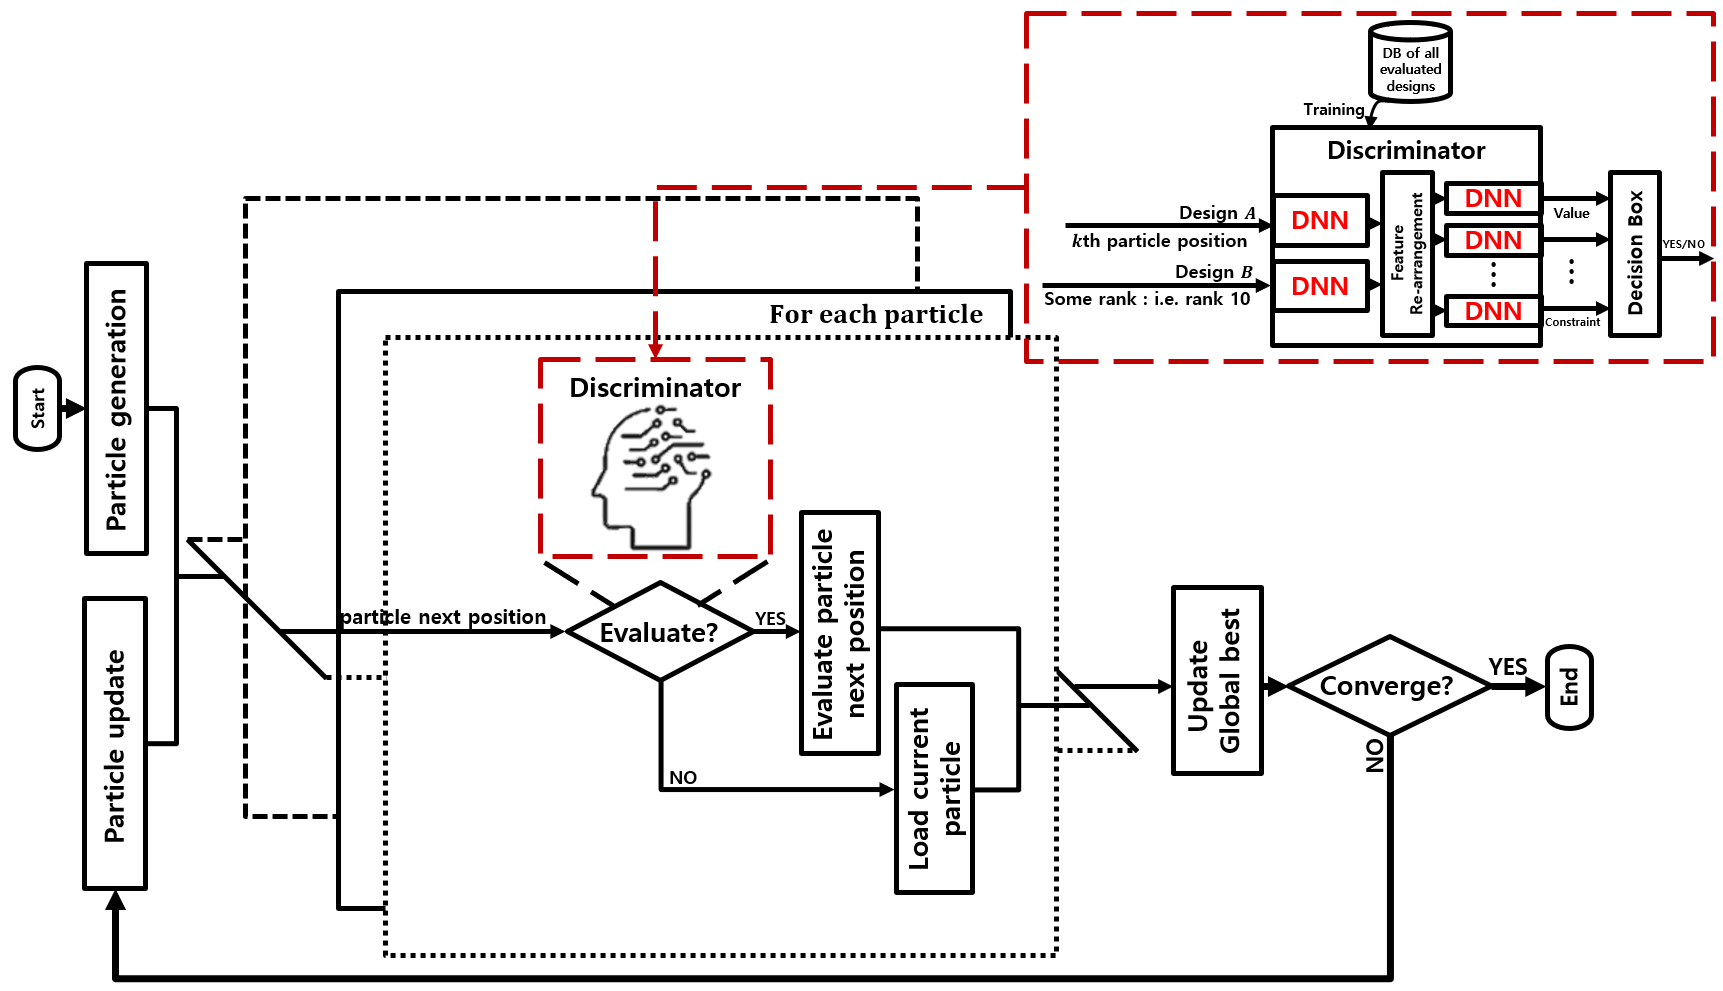 DB of all
evaluated
designs
Training
Discriminator
Design A
kth particle position
Design B
Some rank : i.e. rank 10
DNN
DNN
Feature
Re-arrangement
DNN
DNN
DNN
Value
Constraint
Decision Box
YES/NO
For each particle
Discriminator
Start
Particle generation
Particle update
particle next position
Evaluate?
YES
NO
Evaluate particle
next position
Load current
particle
Update
Global best
Converge?
YES
NO
End